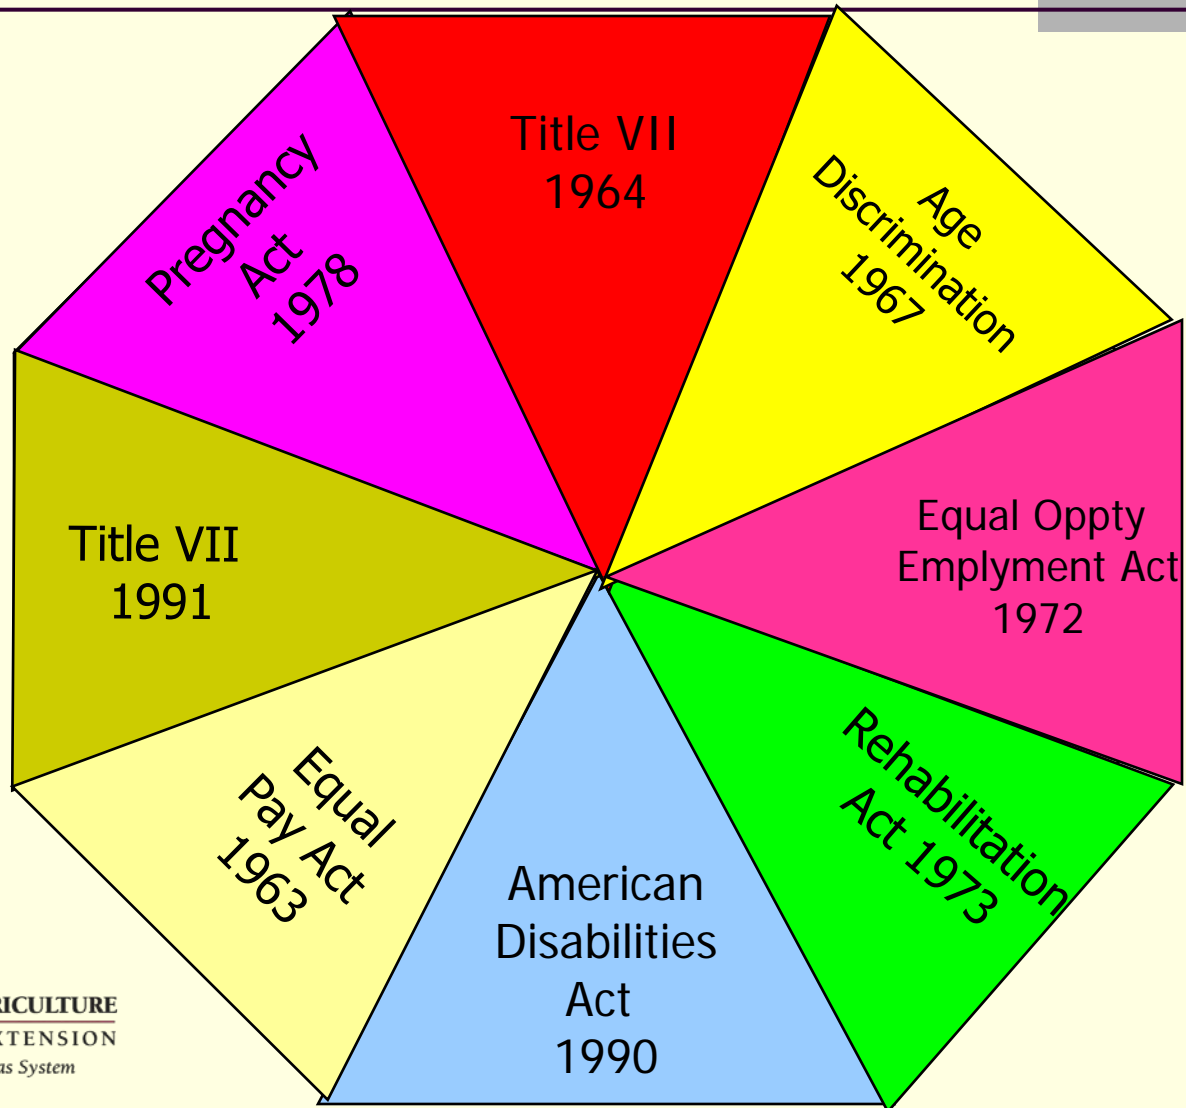 Title VII
1964
Age
Discrimination
1967
Equal Oppty
Emplyment Act
1972
Rehabilitation
Act 1973
American
Disabilities
Act
1990
Equal
Pay Act
1963
Title VII
1991
Pregnancy
Act
1978
RICULTURE
XTENSION
as System